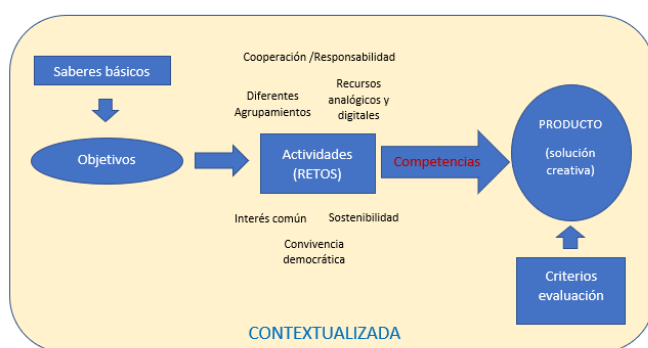 Cooperación /Responsabilidad
Saberes básicos
Diferentes
Agrupamientos
Recursos
analógicos y
digitales
Objetivos
Actividades
(RETOS)
Competencias
PRODUCTO
(solución
creativa)
Interés común
Sostenibilidad
Convivencia
democrática
Criterios
evaluación
CONTEXTUALIZADA